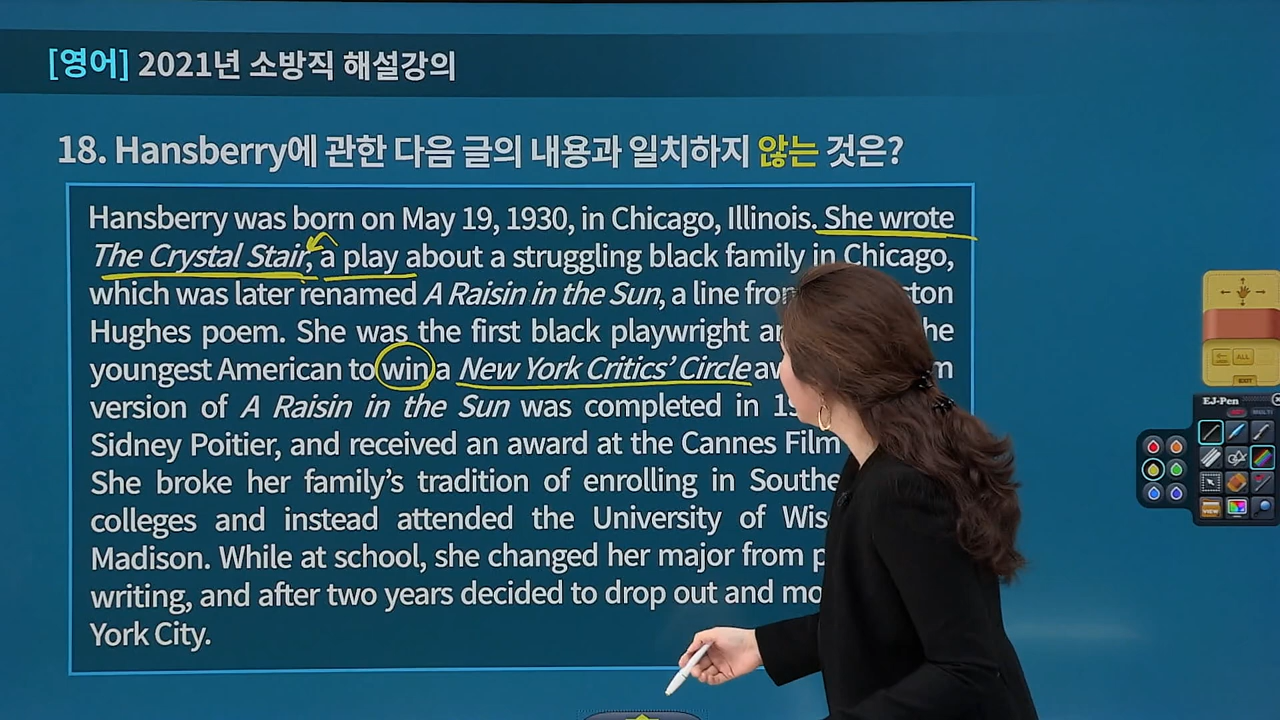 [영어] 2021년 소방직 해설강의
18. Hansberry에 관한 다음 글의 내용과 일치하지 않는 것은?
Hansberry was born on May 19, 1930, in Chicago, Illinois. She wrote
The Crystal Stair, a play about a struggling black family in Chicago,
which was later renamed A Raisin in the Sun, a line
Hughes poem. She was the first black playwright
youngest American to win a New York Critics' Circle
version of A Raisin in the Sun was completed in
Sidney Poitier, and received an award at the Cannes Film
She broke her family's tradition of enrolling in
colleges and instead attended the University of
Madison. While at school, she changed her major from
writing, and after two years decided to drop out and
York City.
ALL
EXIT
EJ-Pen
MULTI
VIEW